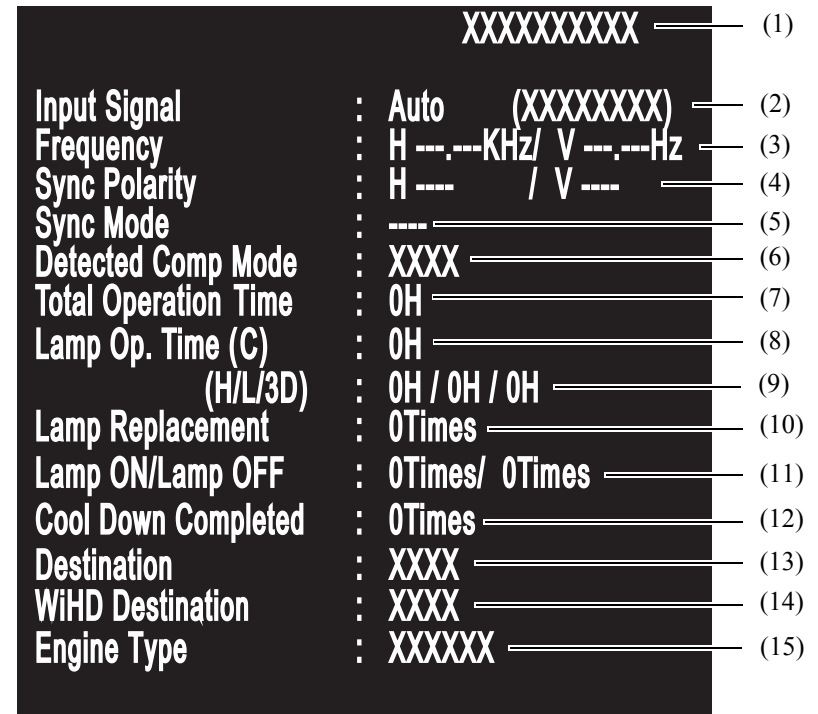 XXXXXXXXXX (1)
Input Signal : Auto (XXXXXXXX) (2)
Frequency : H ---.---KHz/ V ---.---Hz (3)
Sync Polarity : H ---- / V ---- (4)
Sync Mode : ---- (5)
Detected Comp Mode : XXXX (6)
Total Operation Time : 0H (7)
Lamp Op. Time (C) : 0H (8)
(H/L/3D) : 0H / 0H / 0H (9)
Lamp Replacement : 0Times (10)
Lamp ON/Lamp OFF : 0Times/ 0Times (11)
Cool Down Completed : 0Times (12)
Destination : XXXX (13)
WiHD Destination : XXXX (14)
Engine Type : XXXXXX (15)